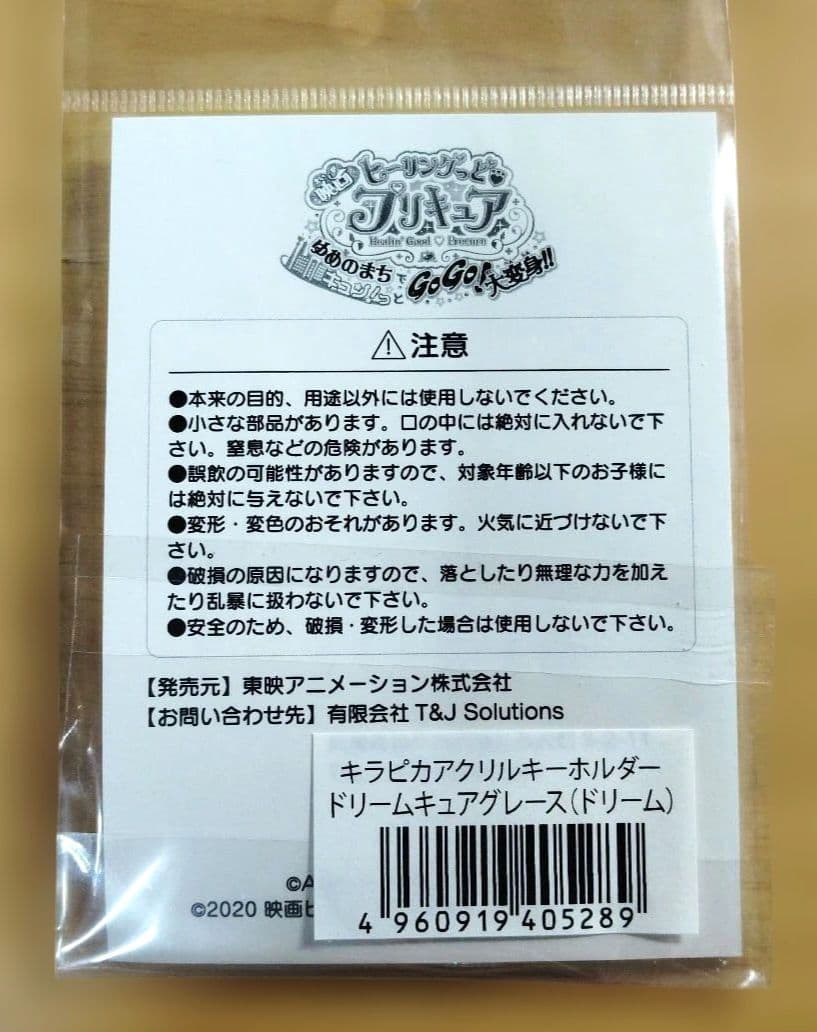 映画
ヒーリングっど
プリキュア
Healin' Good ♡ Precure
ゆめのまちで
キュン！っと
GoGo！大変身!!
⚠注意
●本来の目的、用途以外には使用しないでください。
●小さな部品があります。口の中には絶対に入れないで下
さい。窒息などの危険があります。
●誤飲の可能性がありますので、対象年齢以下のお子様に
は絶対に与えないで下さい。
●変形・変色のおそれがあります。火気に近づけないで下
さい。
●破損の原因になりますので、落としたり無理な力を加え
たり乱暴に扱わないで下さい。
●安全のため、破損・変形した場合は使用しないで下さい。
【発売元】東映アニメーション株式会社
【お問い合わせ先】有限会社 T&J Solutions
キラピカアクリルキーホルダー
ドリームキュアグレース(ドリーム)
4 960919 405289
©A
©2020 映画ヒ